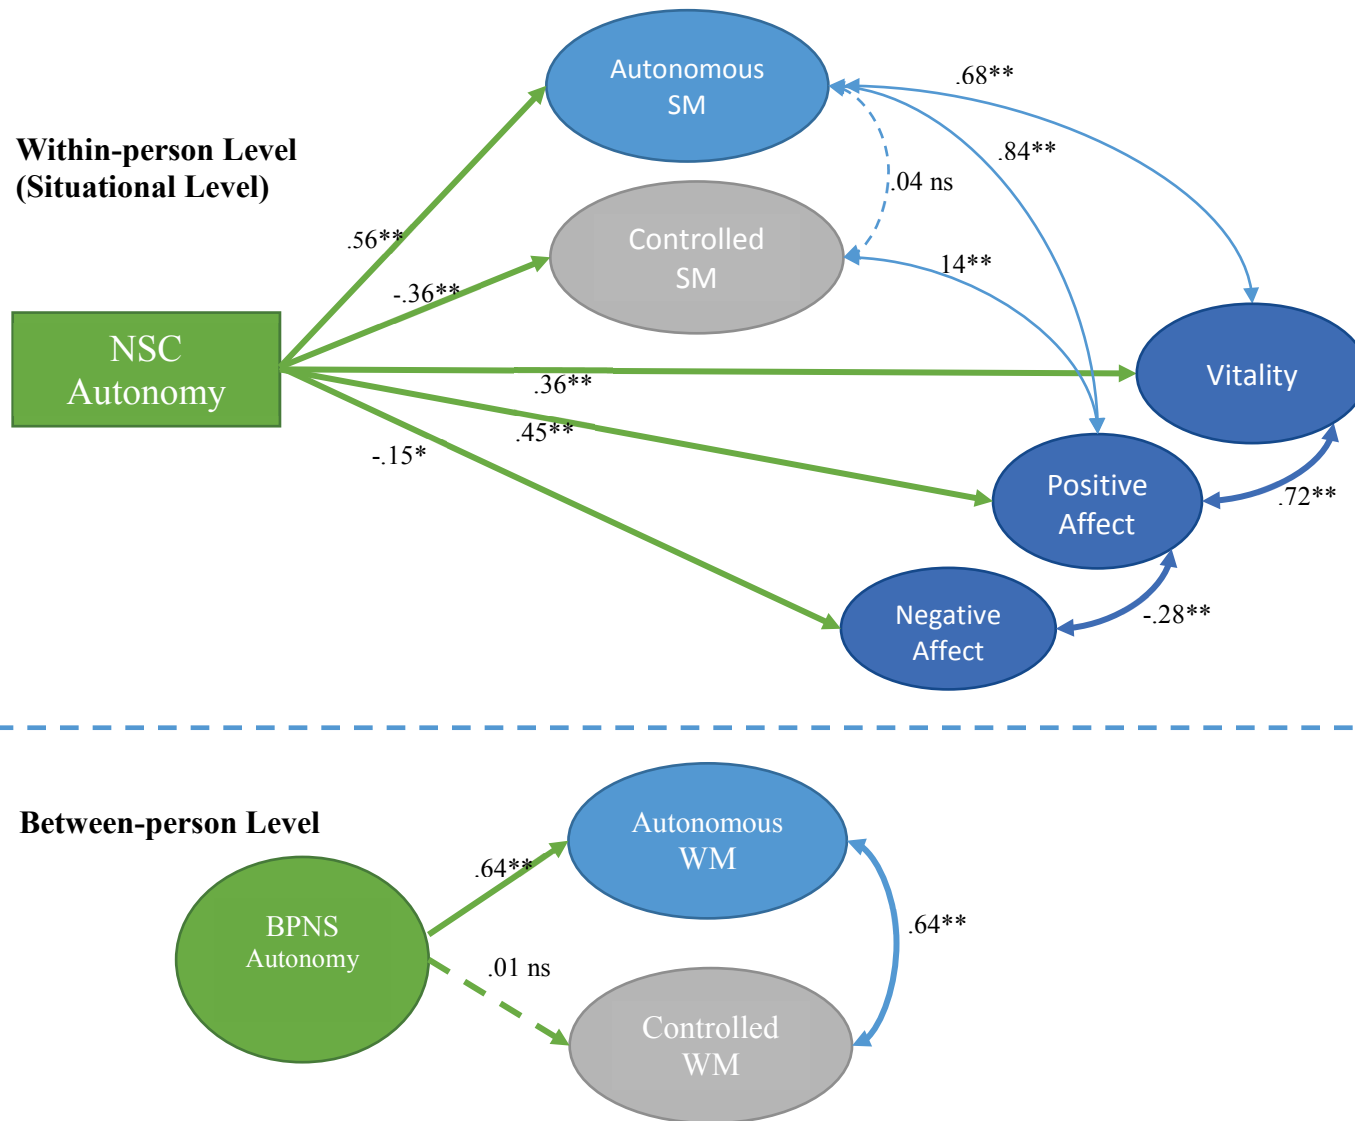 Autonomous
SM
.68**
Within-person Level
(Situational Level)
.84**
.04 ns
.56**
Controlled
SM
14**
-.36**
NSC
Autonomy
.36**
Vitality
.45**
-.15*
Positive
Affect
.72**
Negative
Affect
-.28**
Between-person Level
Autonomous
WM
.64**
BPNS
Autonomy
.64**
.01 ns
Controlled
WM